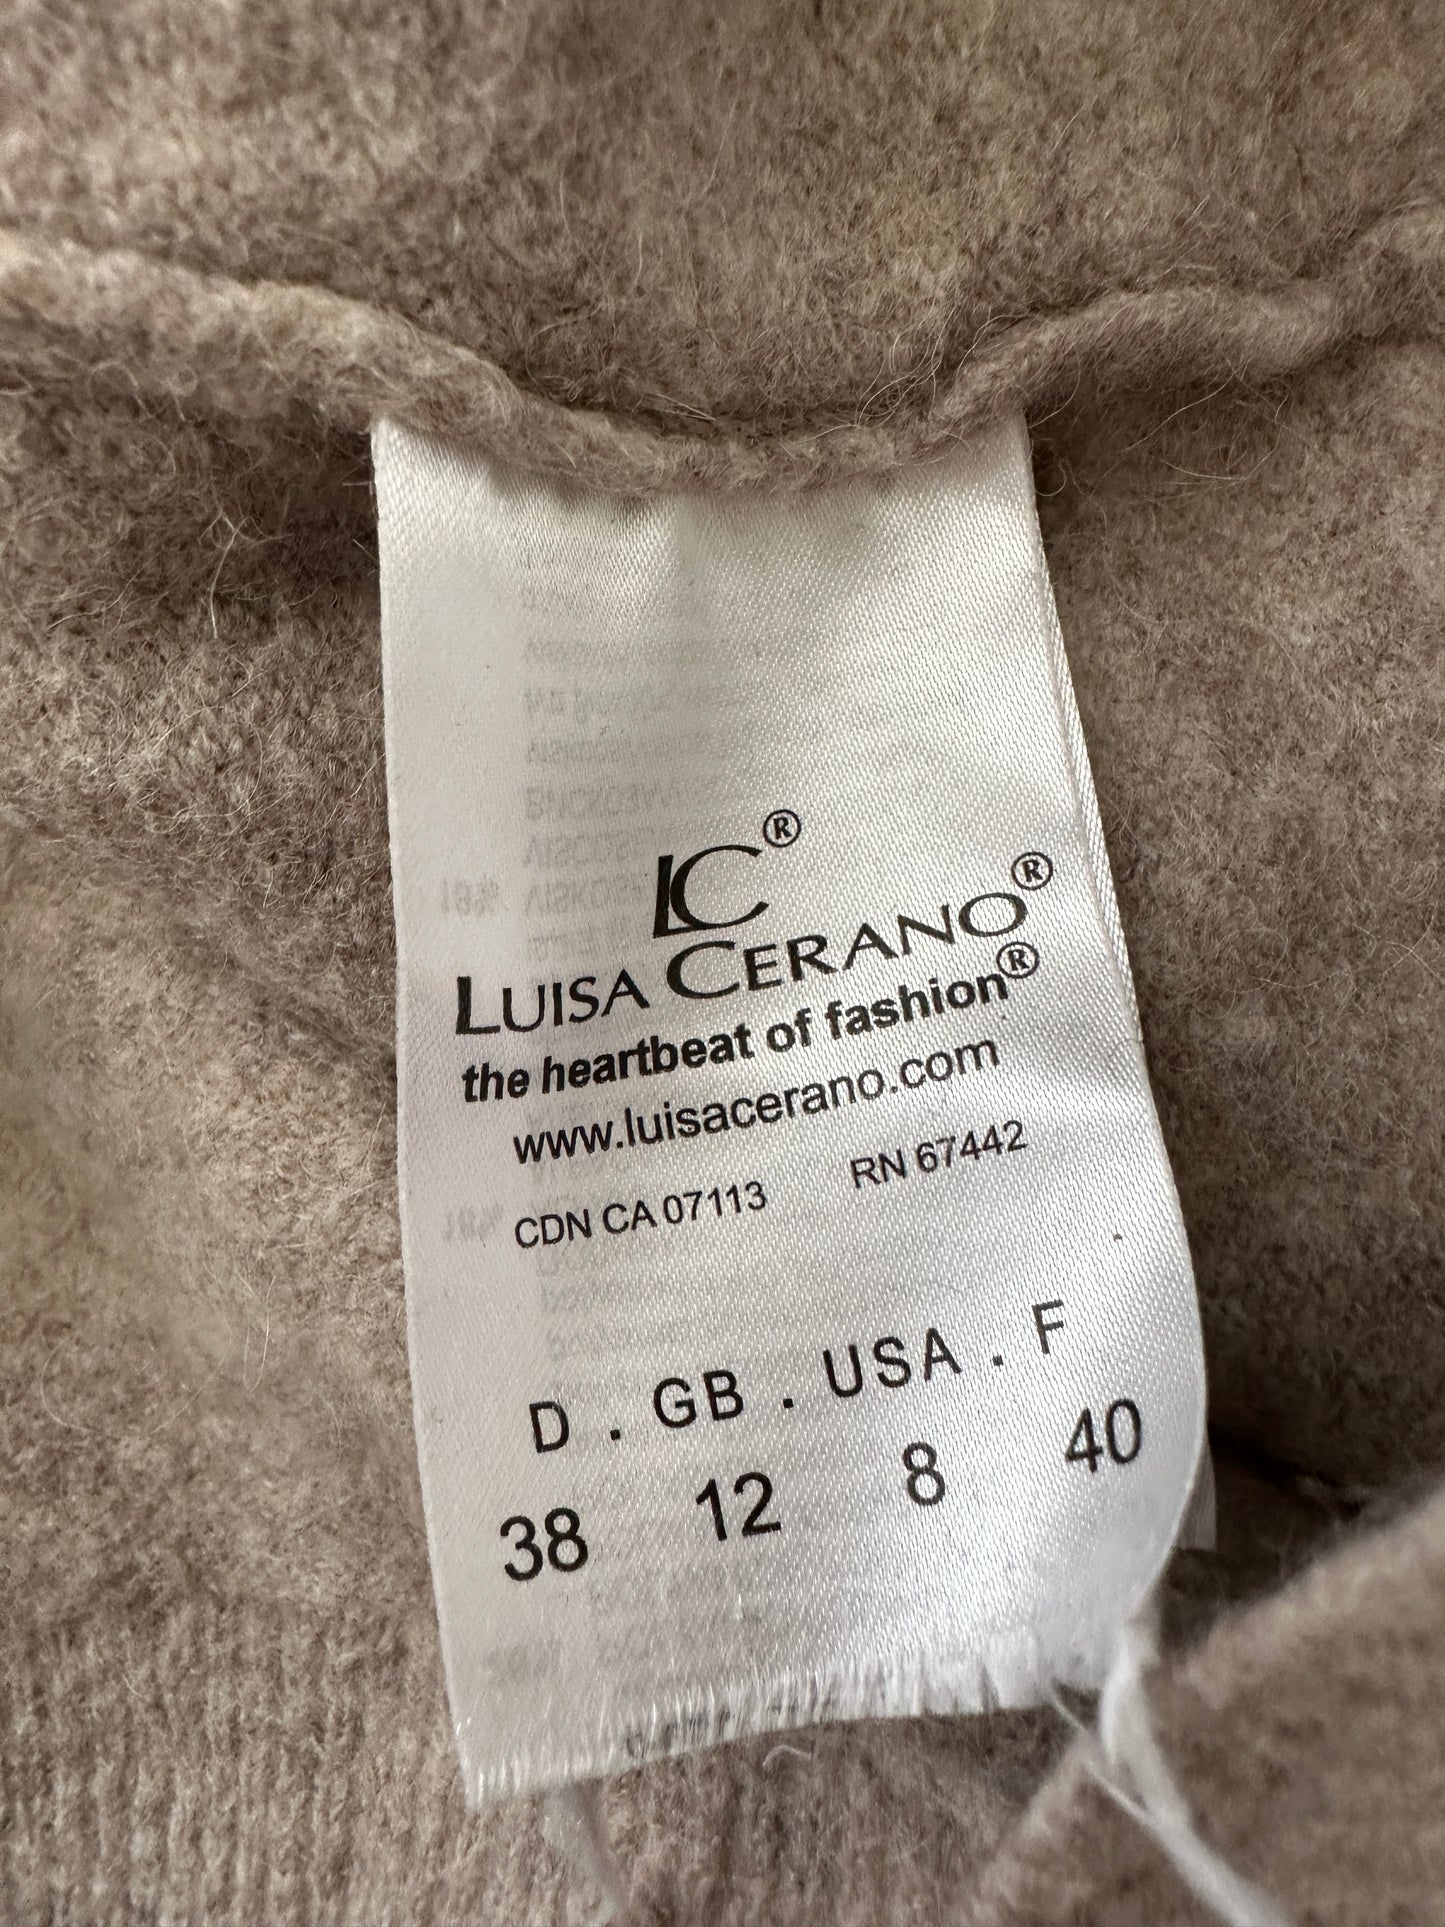 LC®
LUISA CERANO®
the heartbeat of fashion®
www.luisacerano.com
CDN CA 07113 RN 67442
D . GB . USA . F
38 12 8 40